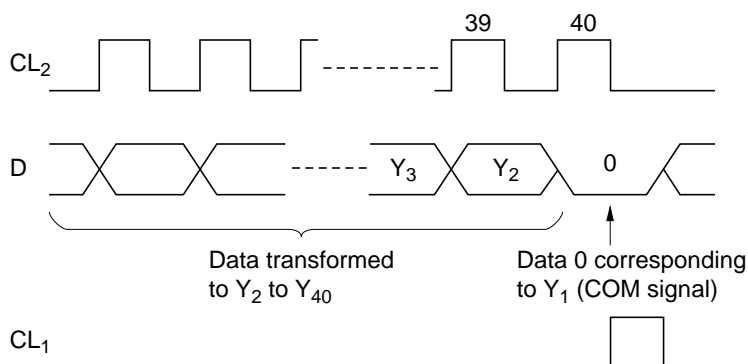 39 40
CL₂
D Y₃ Y₂ 0
Data transformed
to Y₂ to Y₄₀
Data 0 corresponding
to Y₁ (COM signal)
CL₁